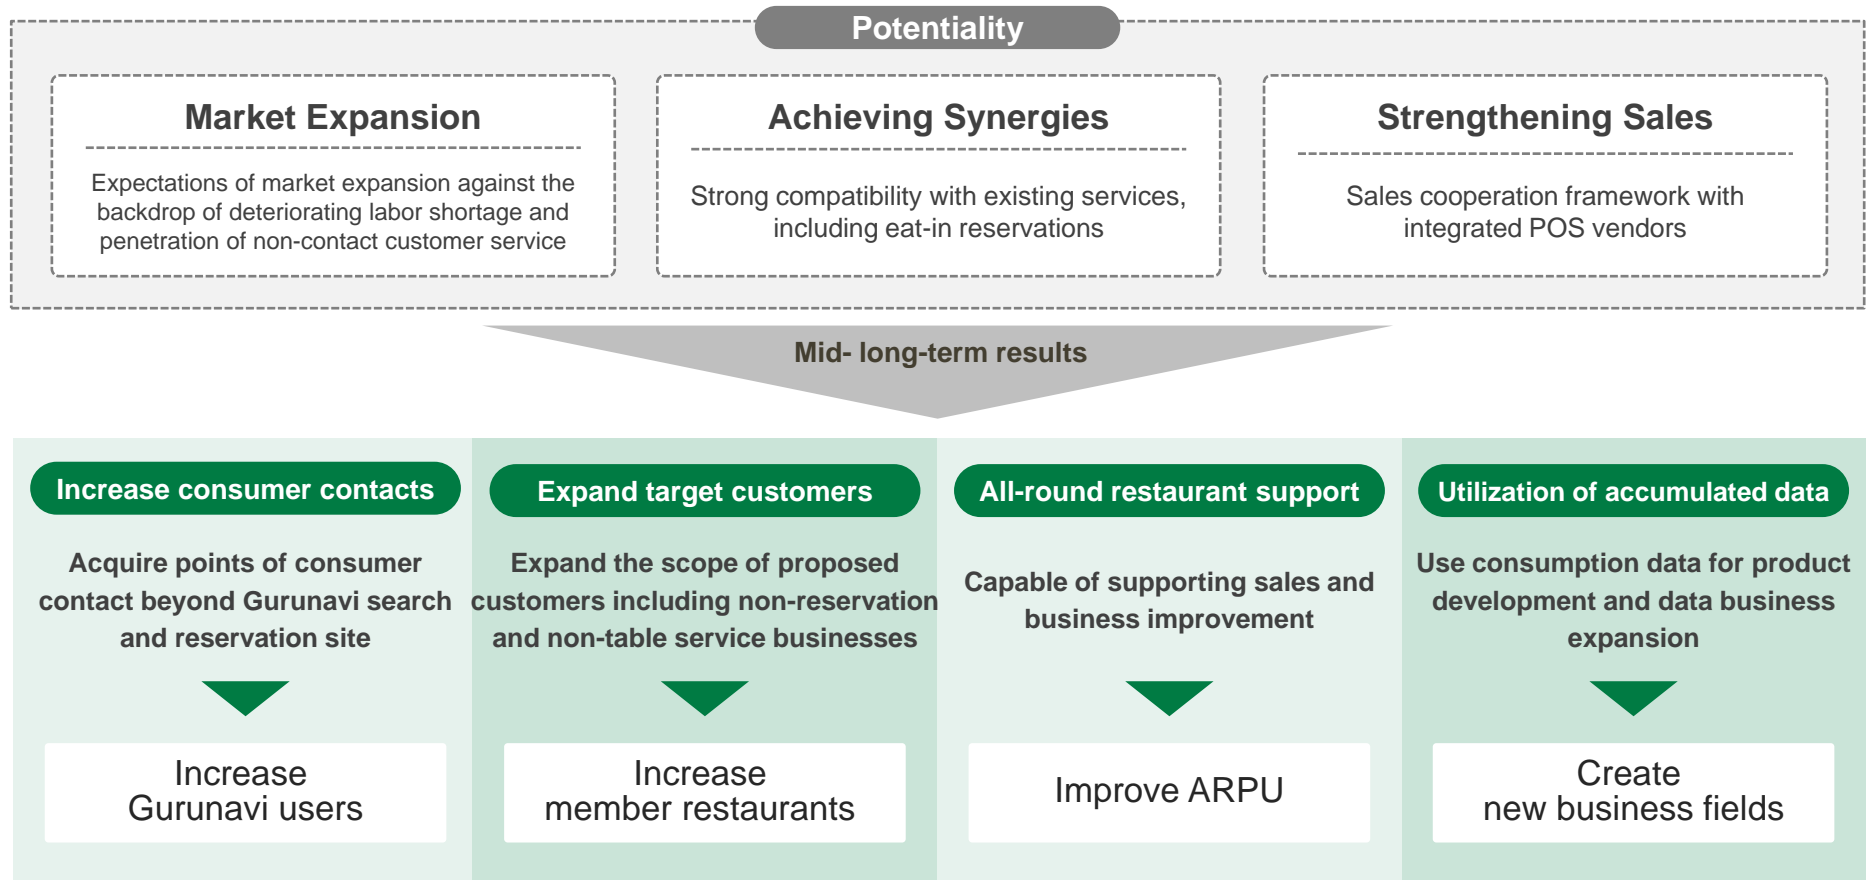 Potentiality
Market Expansion
Expectations of market expansion against the
backdrop of deteriorating labor shortage and
penetration of non-contact customer service
Achieving Synergies
Strong compatibility with existing services,
including eat-in reservations
Strengthening Sales
Sales cooperation framework with
integrated POS vendors
Mid- long-term results
Increase consumer contacts
Acquire points of consumer
contact beyond Gurunavi search
and reservation site
Increase
Gurunavi users
Expand target customers
Expand the scope of proposed
customers including non-reservation
and non-table service businesses
Increase
member restaurants
All-round restaurant support
Capable of supporting sales and
business improvement
Improve ARPU
Utilization of accumulated data
Use consumption data for product
development and data business
expansion
Create
new business fields